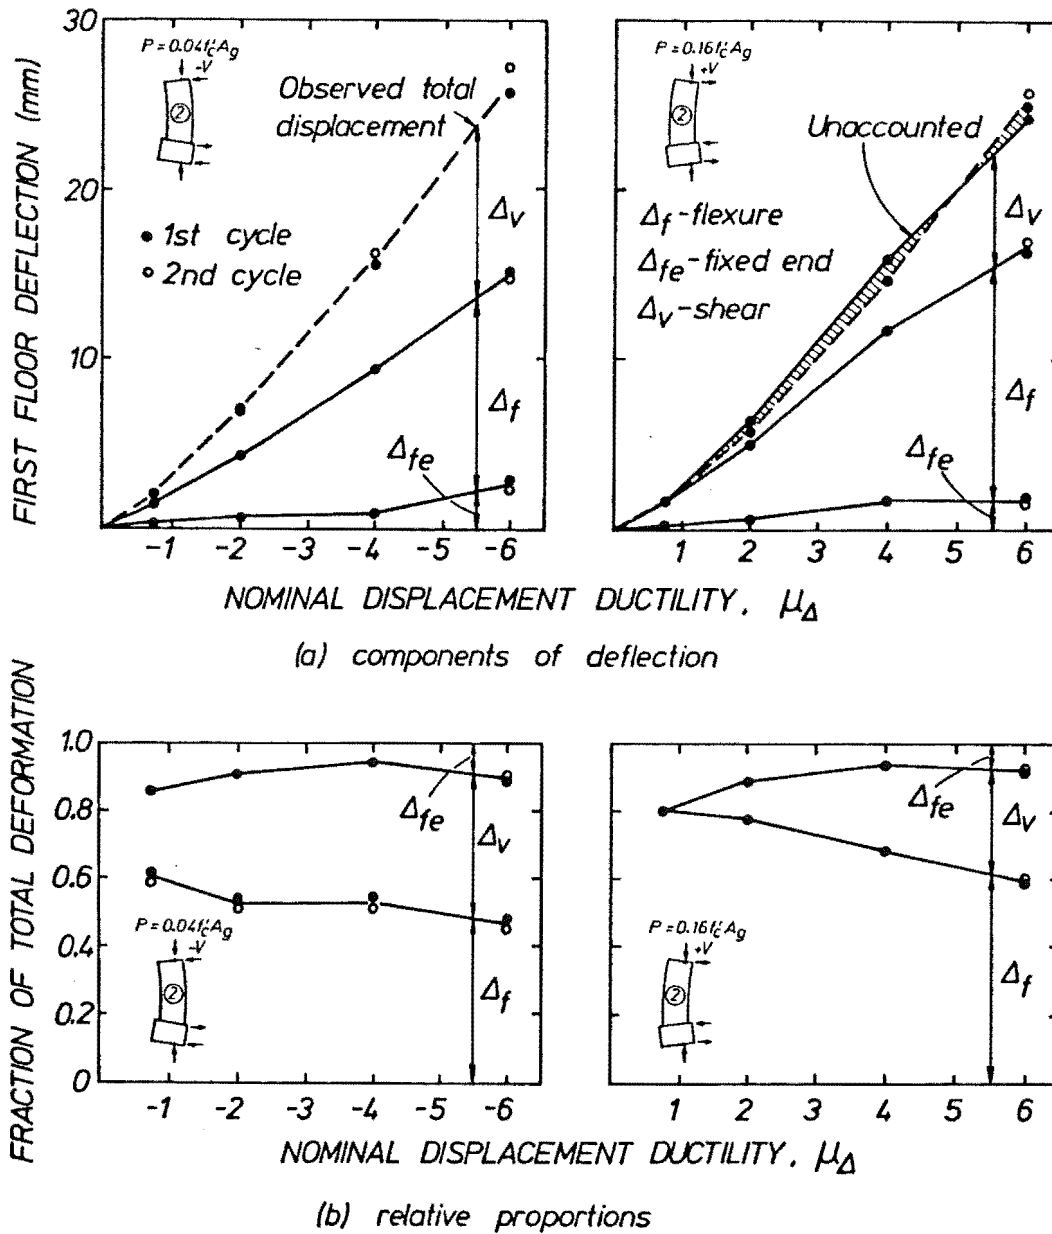 FIRST FLOOR DEFLECTION (mm)
30
20
10
P = 0.04f'cAg
-V
②
Observed total
displacement
• 1st cycle
○ 2nd cycle
Δv
Δf
Δfe
-1 -2 -3 -4 -5 -6
P = 0.16f'cAg
+V
②
Unaccounted
Δf - flexure
Δfe - fixed end
Δv - shear
Δv
Δf
Δfe
1 2 3 4 5 6
NOMINAL DISPLACEMENT DUCTILITY, μΔ
(a) components of deflection
FRACTION OF TOTAL DEFORMATION
1.0
0.8
0.6
0.4
0.2
0
Δfe
Δv
Δf
P = 0.04f'cAg
-V
②
-1 -2 -3 -4 -5 -6
Δfe
Δv
Δf
P = 0.16f'cAg
+V
②
1 2 3 4 5 6
NOMINAL DISPLACEMENT DUCTILITY, μΔ
(b) relative proportions